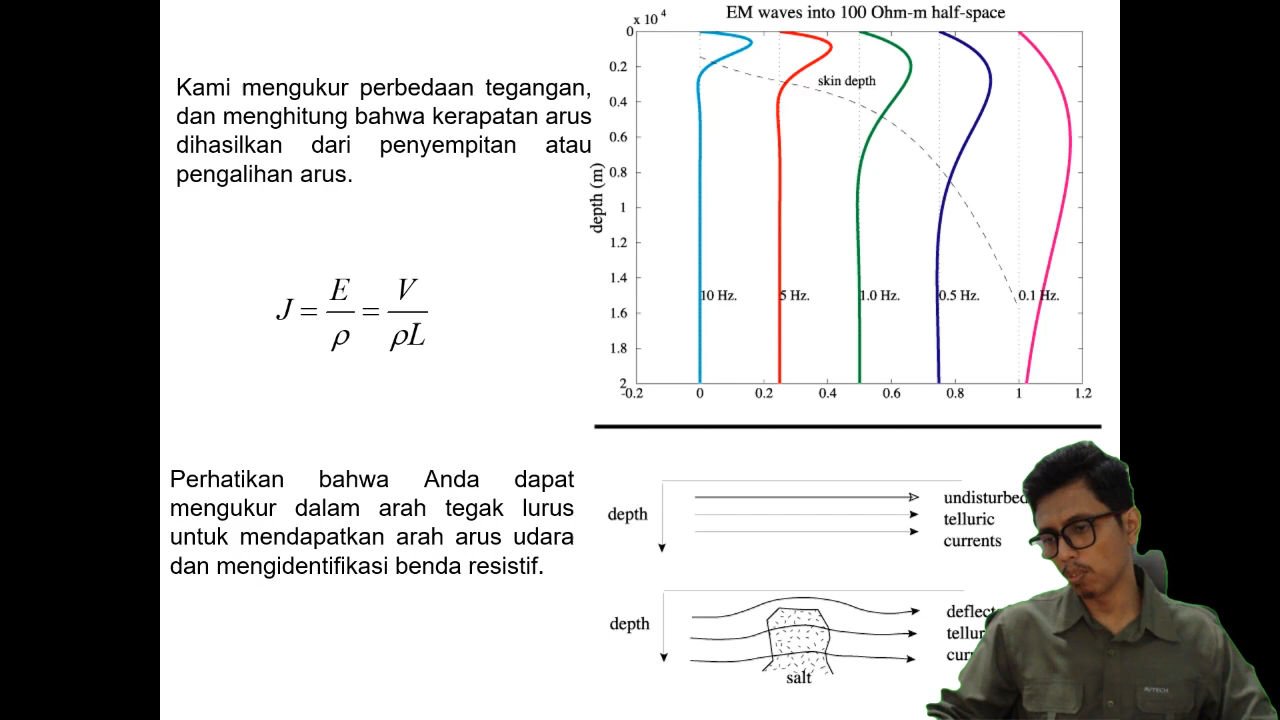 Kami mengukur perbedaan tegangan,
dan menghitung bahwa kerapatan arus
dihasilkan dari penyempitan atau
pengalihan arus.
J = E/ρ = V/ρL
Perhatikan bahwa Anda dapat
mengukur dalam arah tegak lurus
untuk mendapatkan arah arus udara
dan mengidentifikasi benda resistif.
EM waves into 100 Ohm-m half-space
x 10 4
0
0.2
0.4
0.6
0.8
1
1.2
1.4
1.6
1.8
2
depth (m)
skin depth
10 Hz. 5 Hz. 1.0 Hz. 0.5 Hz. 0.1 Hz.
-0.2 0 0.2 0.4 0.6 0.8 1 1.2
depth
undisturbed
telluric
currents
depth
salt